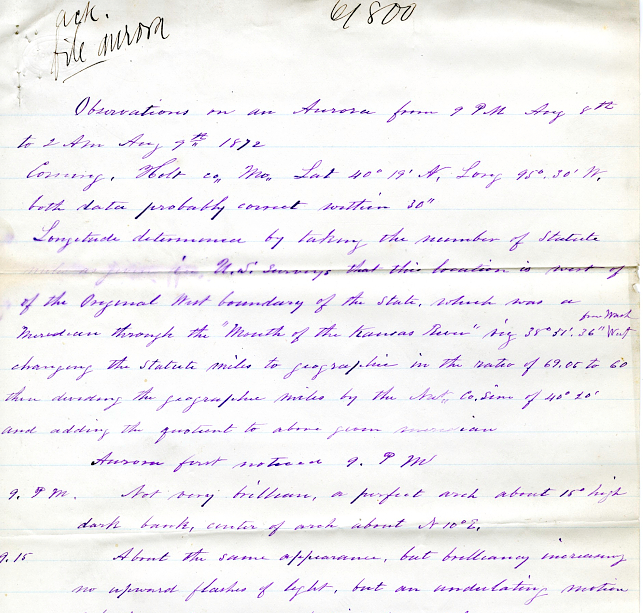 ack.
file aurora
61800
Observations on an Aurora from 9 P M Aug 8th
to 2 Am Aug 9th 1872
Corning, Holt co,, Mo,, Lat 40° 19' N, Long 95°. 30' W.
both data probably correct within 30"
Longitude determined by taking the number of Statute
U.S. Surveys that this location is west of
of the Original West boundary of the State, which was a
from Wash
Meridian through the "Mouth of the Kansas River" viz 38° 51'. 36" West
changing the Statute miles to geographic in the ratio of 69.05 to 60
then dividing the geographic miles by the Nat,, Co.Sine of 40° 20'
and adding the quotient to above given meridian
Aurora first noticed 9. P M
9. P M. Not very brilliant, a perfect arch about 15° high
dark bank, center of arch about N 10° E.
9.15 About the same appearance, but brilliancy increasing
no upward flashes of light, but an undulating motion